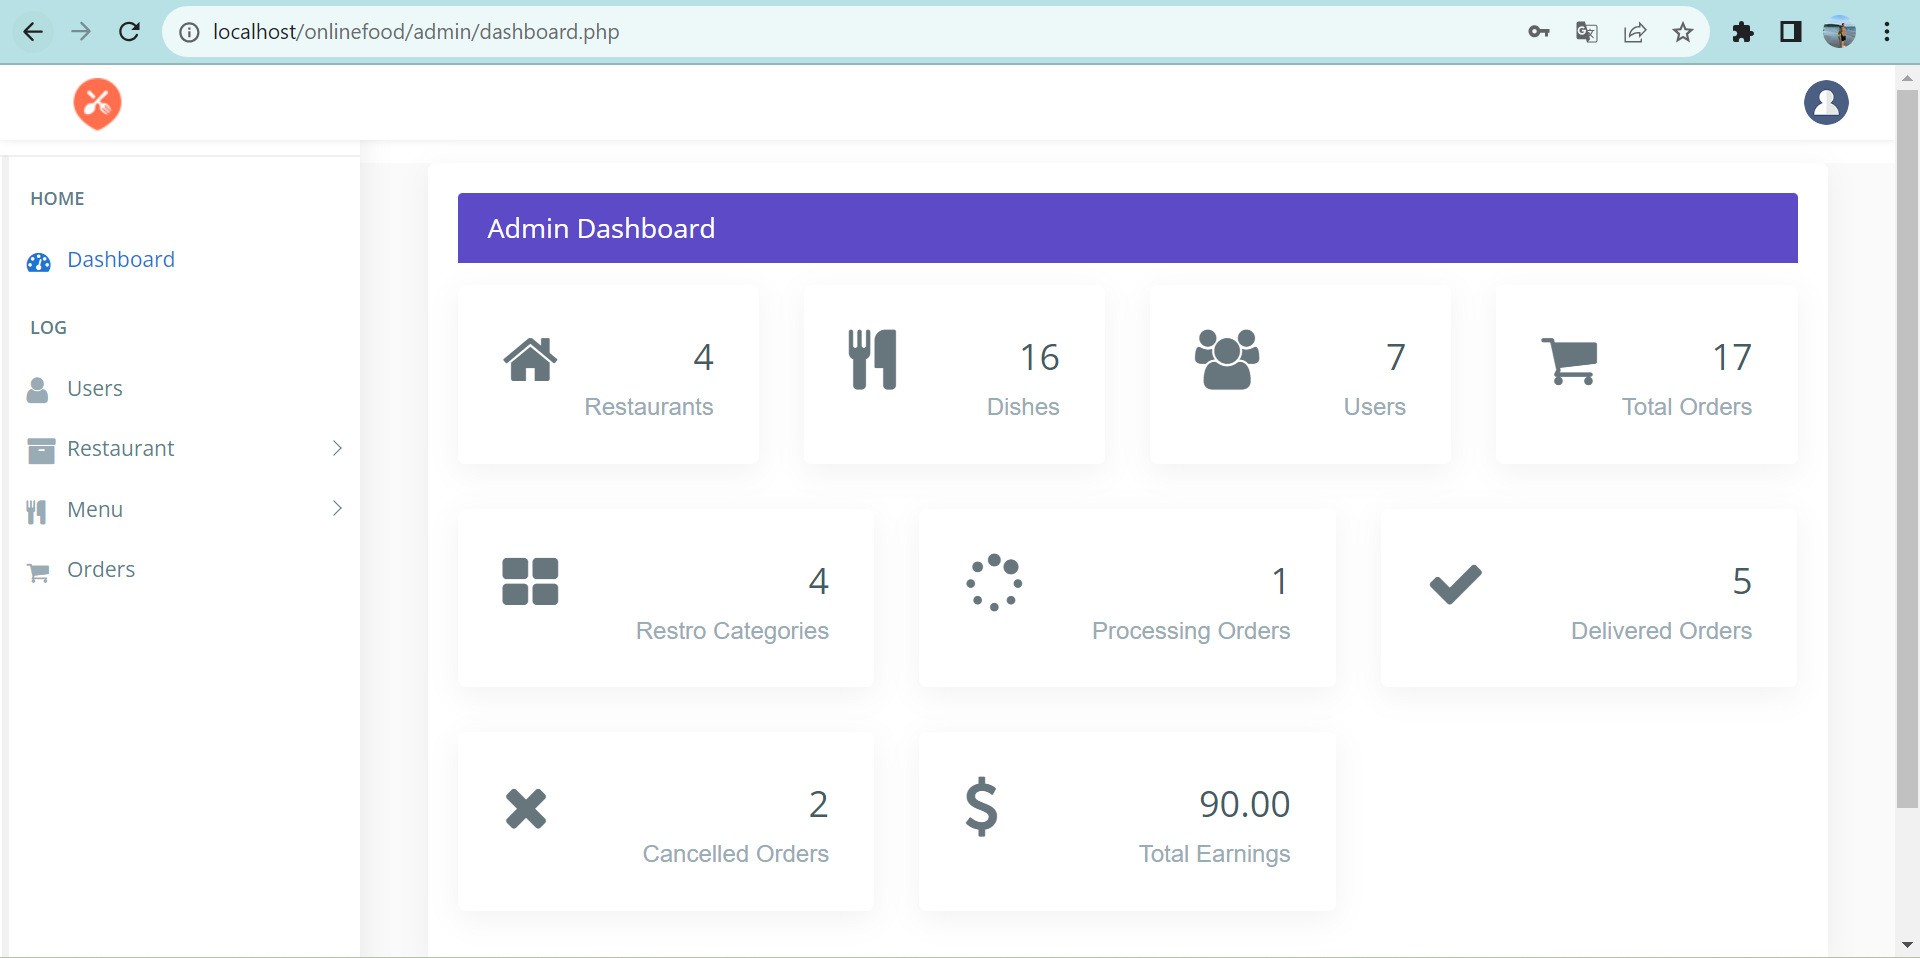 localhost/onlinefood/admin/dashboard.php
HOME
Dashboard
LOG
Users
Restaurant
Menu
Orders
Admin Dashboard
4
Restaurants
16
Dishes
7
Users
17
Total Orders
4
Restro Categories
1
Processing Orders
5
Delivered Orders
2
Cancelled Orders
90.00
Total Earnings